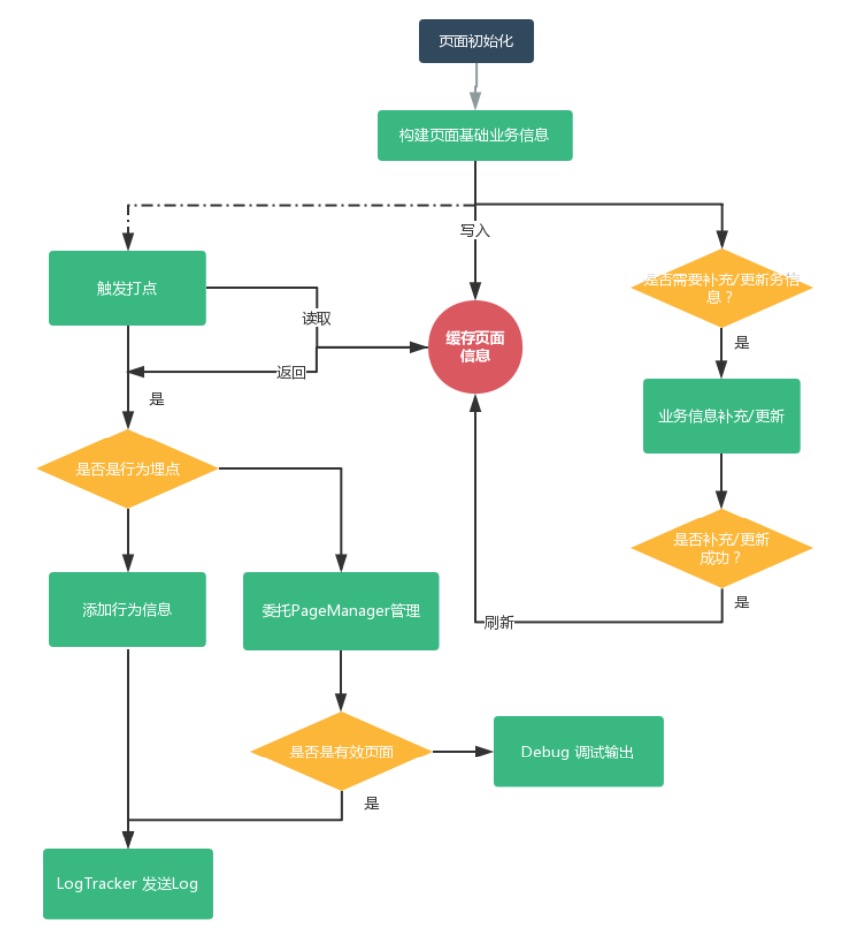 页面初始化
构建页面基础业务信息
写入
触发打点
是否需要补充/更新务信
息？
读取
缓存页面
信息
是
返回
是
业务信息补充/更新
是否是行为埋点
是否补充/更新
成功？
是
添加行为信息
委托PageManager管理
刷新
是否是有效页面
Debug 调试输出
是
LogTracker 发送Log